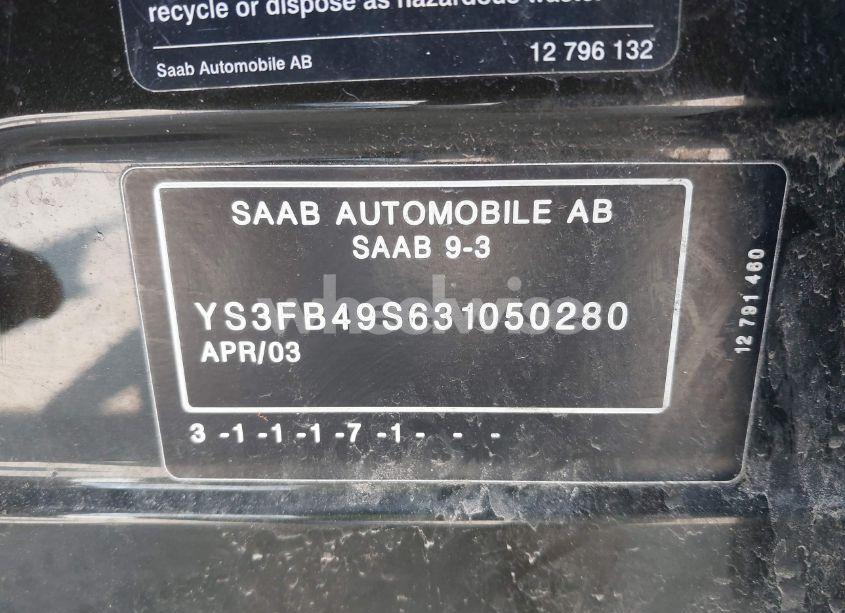 recycle or dispose as hazardous waste.
Saab Automobile AB 12 796 132
SAAB AUTOMOBILE AB
SAAB 9-3
wheelwise
YS3FB49S631050280
APR/03
3 -1 -1 -1 -7 -1 - - -
12 791 460